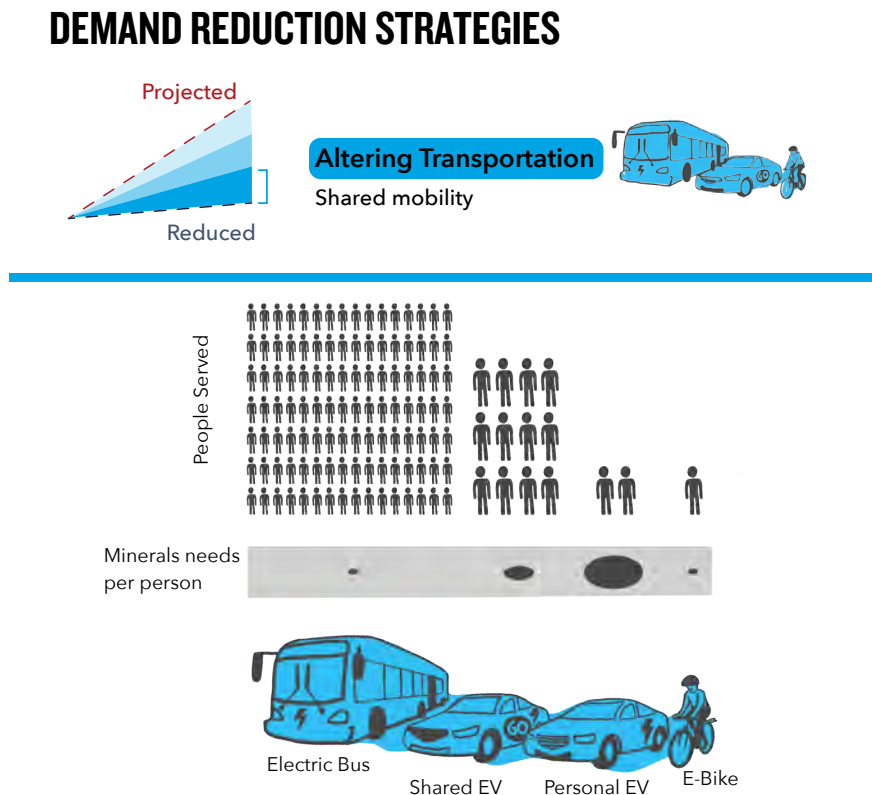 DEMAND REDUCTION STRATEGIES
Projected
Reduced
Altering Transportation
Shared mobility
People Served
Minerals needs
per person
GO
Electric Bus
Shared EV
Personal EV
E-Bike